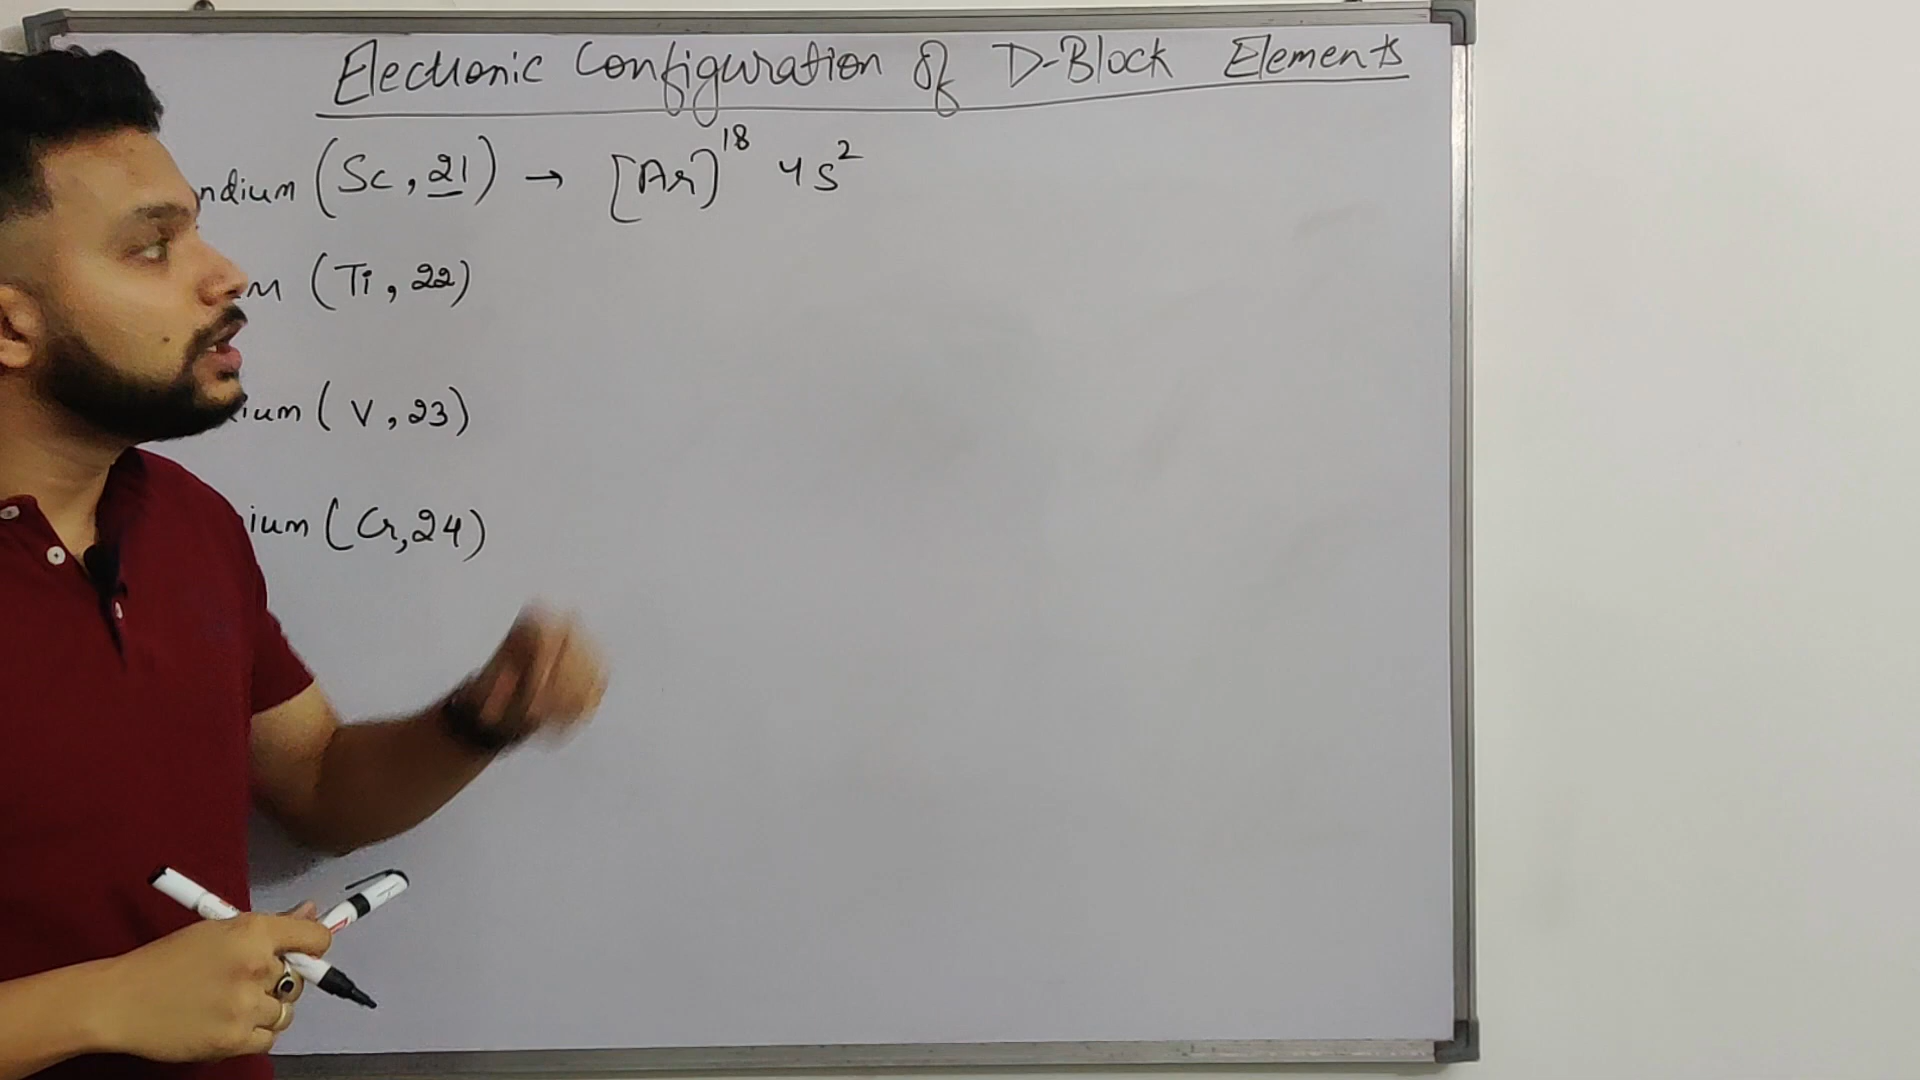 Electronic Configuration Of D-Block Elements
ndium (Sc, 21) → [Ar]¹⁸ 4s²
m (Ti, 22)
ium (V, 23)
ium (Cr, 24)